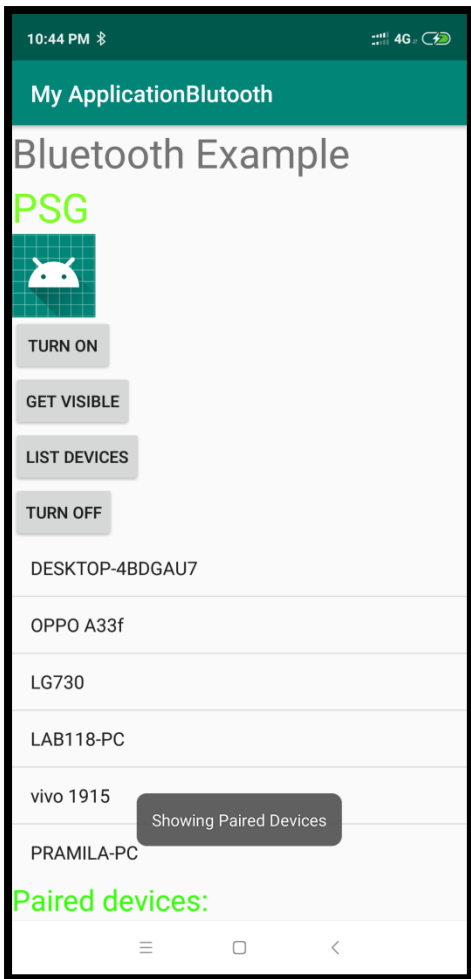 10:44 PM 4G
My ApplicationBlutooth
Bluetooth Example
PSG
TURN ON
GET VISIBLE
LIST DEVICES
TURN OFF
DESKTOP-4BDGAU7
OPPO A33f
LG730
LAB118-PC
vivo 1915
Showing Paired Devices
PRAMILA-PC
Paired devices: